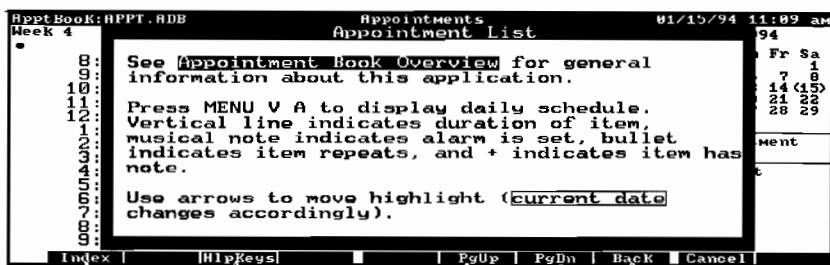 ApptBook:APPT.ADB Appointments 01/15/94 11:09 am
Week 4 Appointment List 94
Fr Sa
8: See Appointment Book Overview for general 1
9: information about this application. 7 8
10: 14 (15)
11: Press MENU V A to display daily schedule. 21 22
12: Vertical line indicates duration of item, 28 29
1: musical note indicates alarm is set, bullet
2: indicates item repeats, and + indicates item has ment
3: note.
4: t
5: Use arrows to move highlight (current date
6: changes accordingly).
7:
8:
9:
Index HlpKeys PgUp PgDn Back Cancel